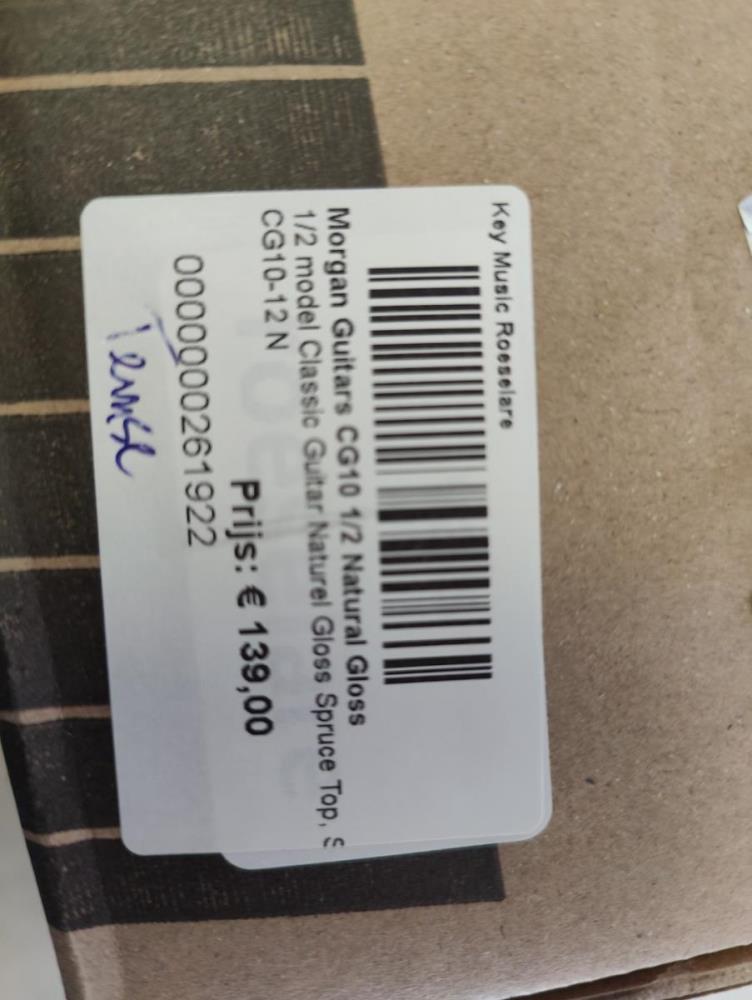 Key Music Roeselare
Morgan Guitars CG10 1/2 Natural Gloss
1/2 model Classic Guitar Naturel Gloss Spruce Top, S
CG10-12 N
Prijs: € 139,00
0000000261922
Temse